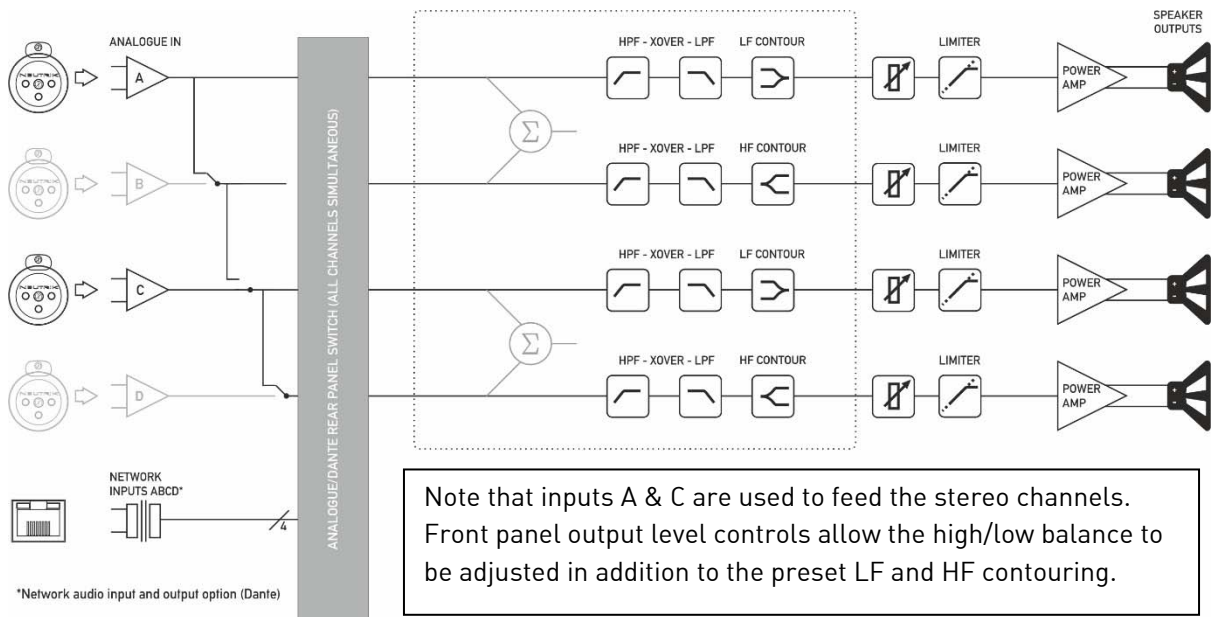 SPEAKER
OUTPUTS
ANALOGUE IN
HPF - XOVER - LPF
LF CONTOUR
LIMITER
NEUTRIK
A
POWER
AMP
Σ
HPF - XOVER - LPF
HF CONTOUR
LIMITER
NEUTRIK
B
POWER
AMP
ANALOGUE/DANTE REAR PANEL SWITCH (ALL CHANNELS SIMULTANEOUS)
HPF - XOVER - LPF
LF CONTOUR
LIMITER
NEUTRIK
C
POWER
AMP
Σ
HPF - XOVER - LPF
HF CONTOUR
LIMITER
NEUTRIK
D
POWER
AMP
NETWORK
INPUTS ABCD*
4
*Network audio input and output option (Dante)
Note that inputs A & C are used to feed the stereo channels.
Front panel output level controls allow the high/low balance to
be adjusted in addition to the preset LF and HF contouring.